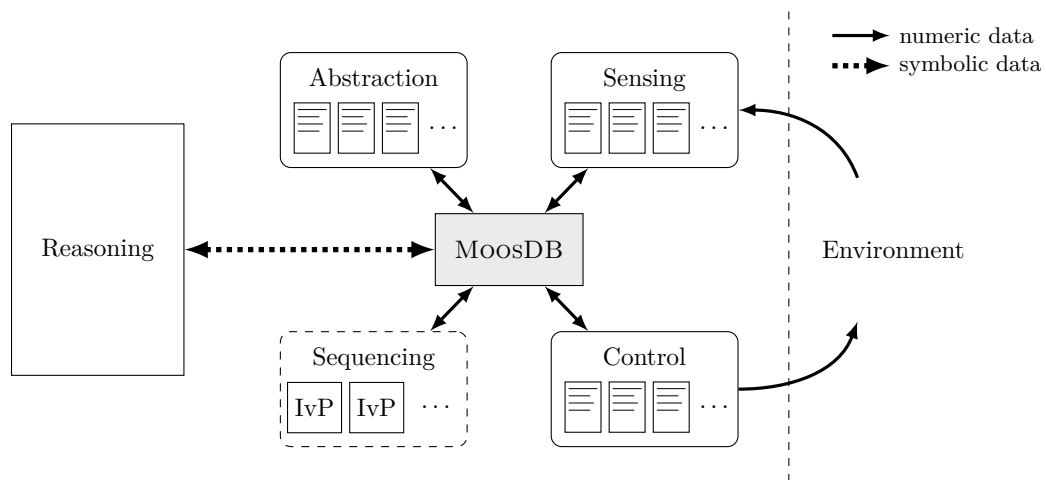 numeric data
symbolic data
Abstraction
...
Sensing
...
Reasoning
MOOSDB
Environment
Sequencing
IvP IvP ...
Control
...